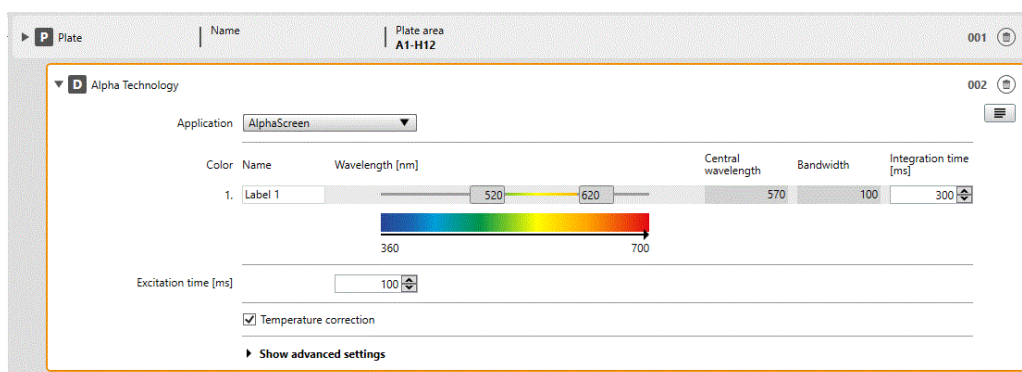 P Plate Name Plate area 001
A1-H12
D Alpha Technology 002
Application AlphaScreen
Color Name Wavelength [nm] Central wavelength Bandwidth Integration time [ms]
1. Label 1 520 620 570 100 300
360 700
Excitation time [ms] 100
Temperature correction
Show advanced settings